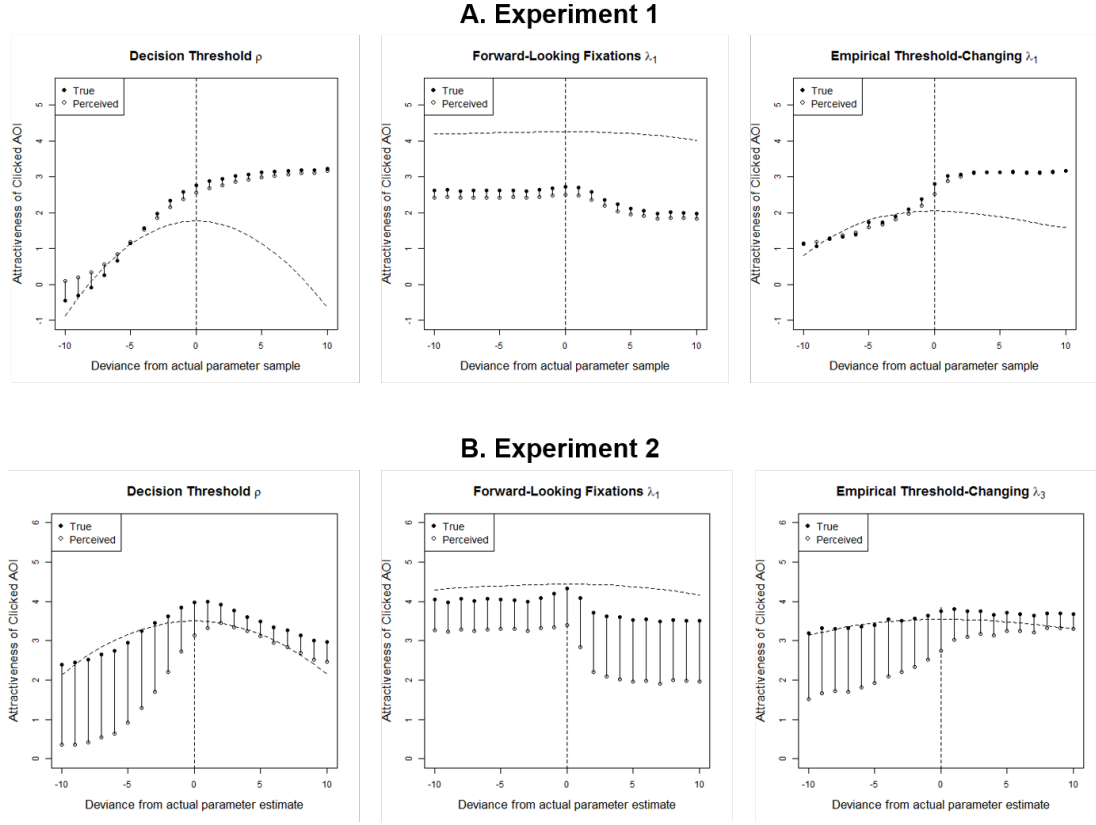 A. Experiment 1
Decision Threshold ρ
Forward-Looking Fixations λ1
Empirical Threshold-Changing λ1
True
Perceived
True
Perceived
True
Perceived
Attractiveness of Clicked AOI
-1 0 1 2 3 4 5
Attractiveness of Clicked AOI
-1 0 1 2 3 4 5
Attractiveness of Clicked AOI
-1 0 1 2 3 4 5
-10 -5 0 5 10
-10 -5 0 5 10
-10 -5 0 5 10
Deviance from actual parameter sample
Deviance from actual parameter sample
Deviance from actual parameter sample
B. Experiment 2
Decision Threshold ρ
Forward-Looking Fixations λ1
Empirical Threshold-Changing λ3
True
Perceived
True
Perceived
True
Perceived
Attractiveness of Clicked AOI
0 1 2 3 4 5 6
Attractiveness of Clicked AOI
0 1 2 3 4 5 6
Attractiveness of Clicked AOI
0 1 2 3 4 5 6
-10 -5 0 5 10
-10 -5 0 5 10
-10 -5 0 5 10
Deviance from actual parameter estimate
Deviance from actual parameter estimate
Deviance from actual parameter estimate